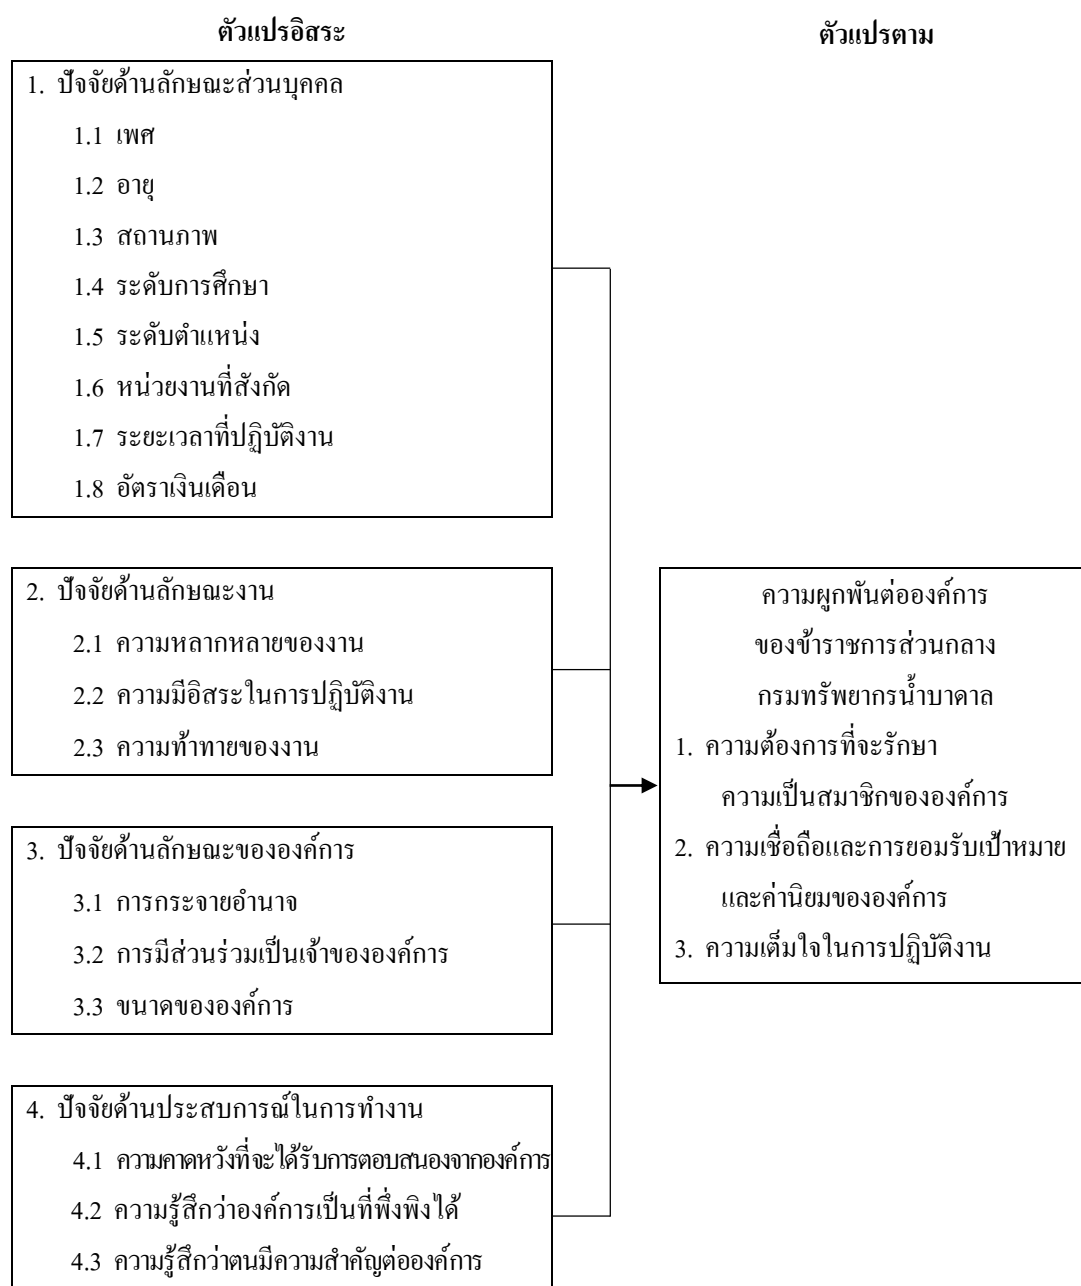 ตัวแปรอิสระ
ตัวแปรตาม
1. ปัจจัยด้านลักษณะส่วนบุคคล
1.1 เพศ
1.2 อายุ
1.3 สถานภาพ
1.4 ระดับการศึกษา
1.5 ระดับตำแหน่ง
1.6 หน่วยงานที่สังกัด
1.7 ระยะเวลาที่ปฏิบัติงาน
1.8 อัตราเงินเดือน
2. ปัจจัยด้านลักษณะงาน
2.1 ความหลากหลายของงาน
2.2 ความมีอิสระในการปฏิบัติงาน
2.3 ความท้าทายของงาน
3. ปัจจัยด้านลักษณะขององค์การ
3.1 การกระจายอำนาจ
3.2 การมีส่วนร่วมเป็นเจ้าขององค์การ
3.3 ขนาดขององค์การ
4. ปัจจัยด้านประสบการณ์ในการทำงาน
4.1 ความคาดหวังที่จะได้รับการตอบสนองจากองค์การ
4.2 ความรู้สึกว่าองค์การเป็นที่พึ่งพิงได้
4.3 ความรู้สึกว่าตนมีความสำคัญต่อองค์การ
ความผูกพันต่อองค์การ
ของข้าราชการส่วนกลาง
กรมทรัพยากรน้ำบาดาล
1. ความต้องการที่จะรักษา
ความเป็นสมาชิกขององค์การ
2. ความเชื่อถือและการยอมรับเป้าหมาย
และค่านิยมขององค์การ
3. ความเต็มใจในการปฏิบัติงาน